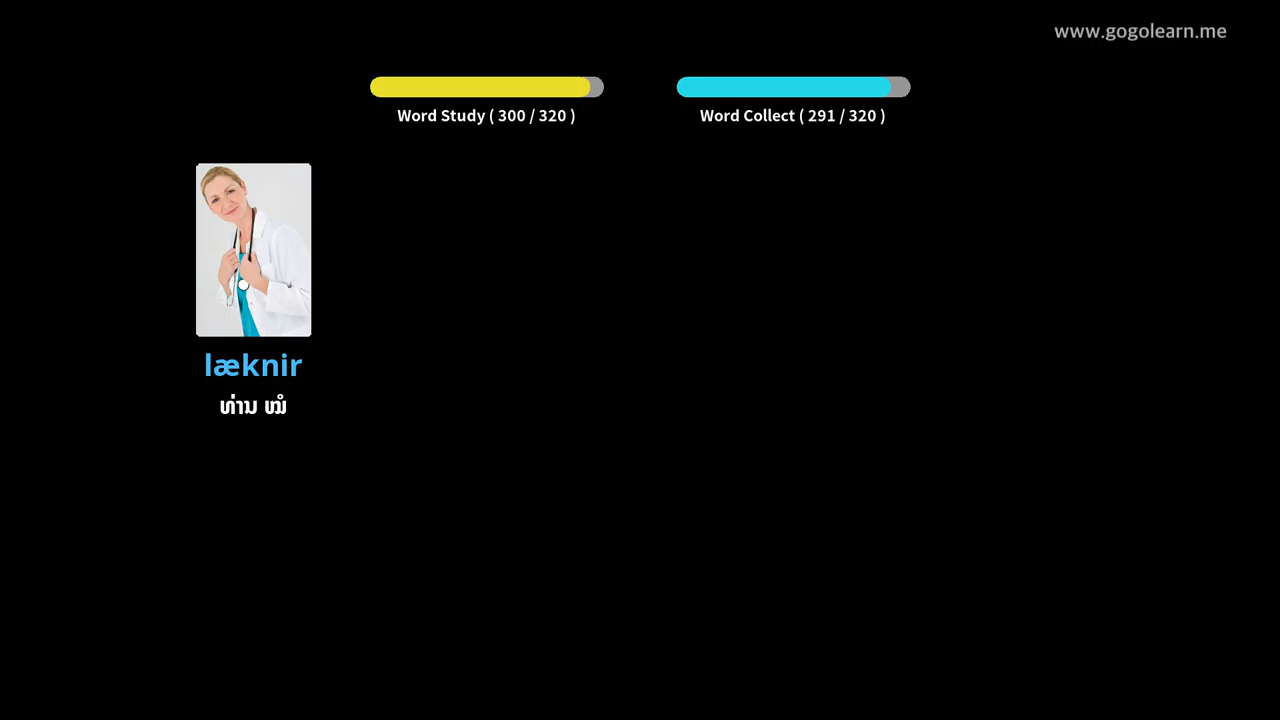 www.gogolearn.me
Word Study ( 300 / 320 )
Word Collect ( 291 / 320 )
læknir
ທ່ານ ໝໍ